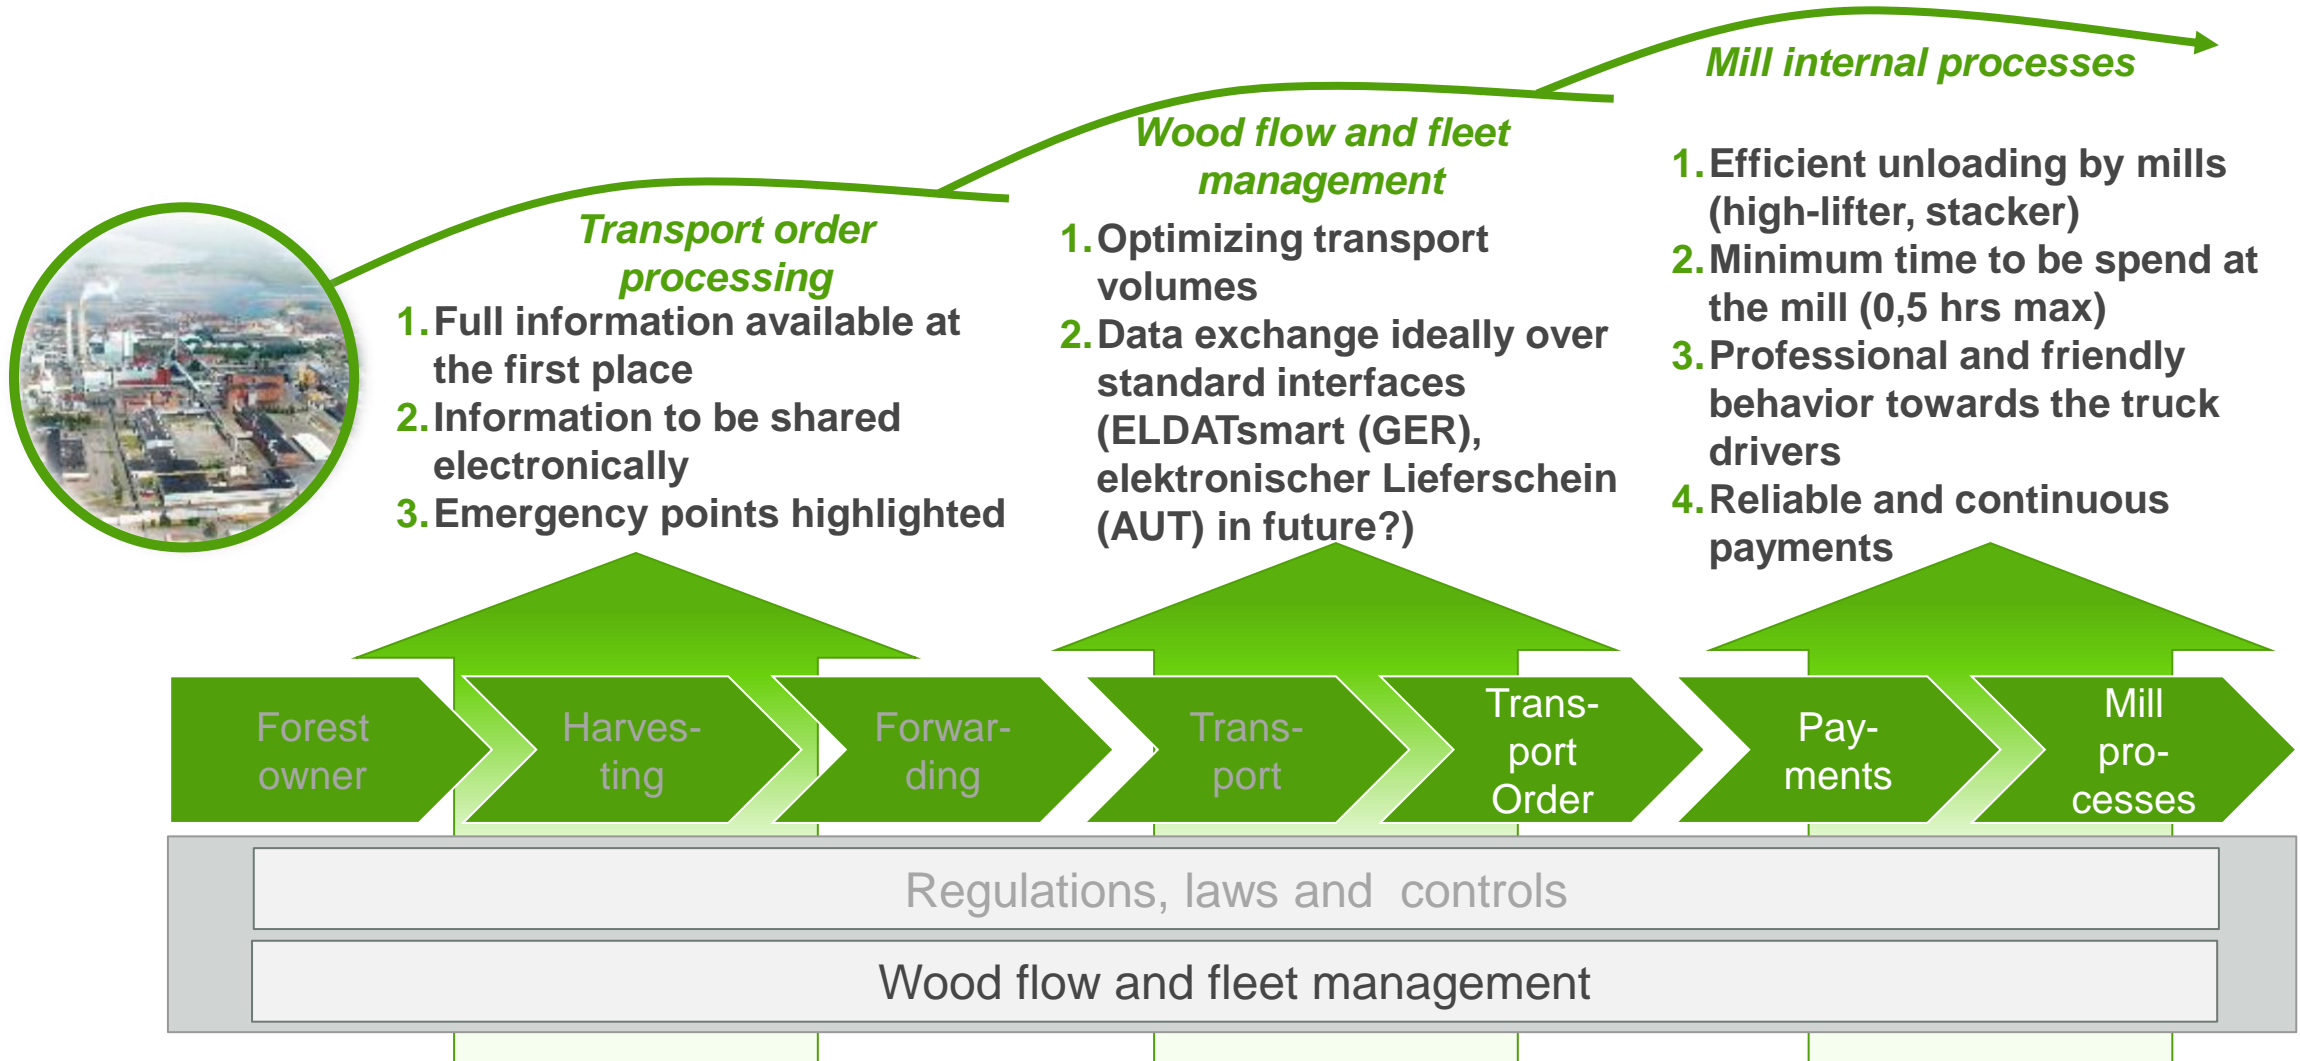 Mill internal processes
Wood flow and fleet
management
Transport order
processing
1. Full information available at
the first place
2. Information to be shared
electronically
3. Emergency points highlighted
1. Optimizing transport
volumes
2. Data exchange ideally over
standard interfaces
(ELDATsmart (GER),
elektronischer Lieferschein
(AUT) in future?)
1. Efficient unloading by mills
(high-lifter, stacker)
2. Minimum time to be spend at
the mill (0,5 hrs max)
3. Professional and friendly
behavior towards the truck
drivers
4. Reliable and continuous
payments
Forest
owner
Harves-
ting
Forwar-
ding
Trans-
port
Trans-
port
Order
Pay-
ments
Mill
pro-
cesses
Regulations, laws and  controls
Wood flow and fleet management